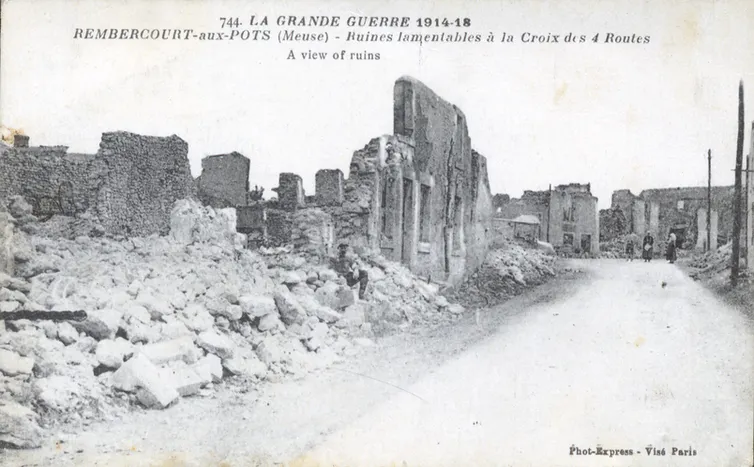 744. LA GRANDE GUERRE 1914-18
REMBERCOURT-aux-POTS (Meuse) - Ruines lamentables à la Croix des 4 Routes
A view of ruins
Phot-Express - Visé Paris